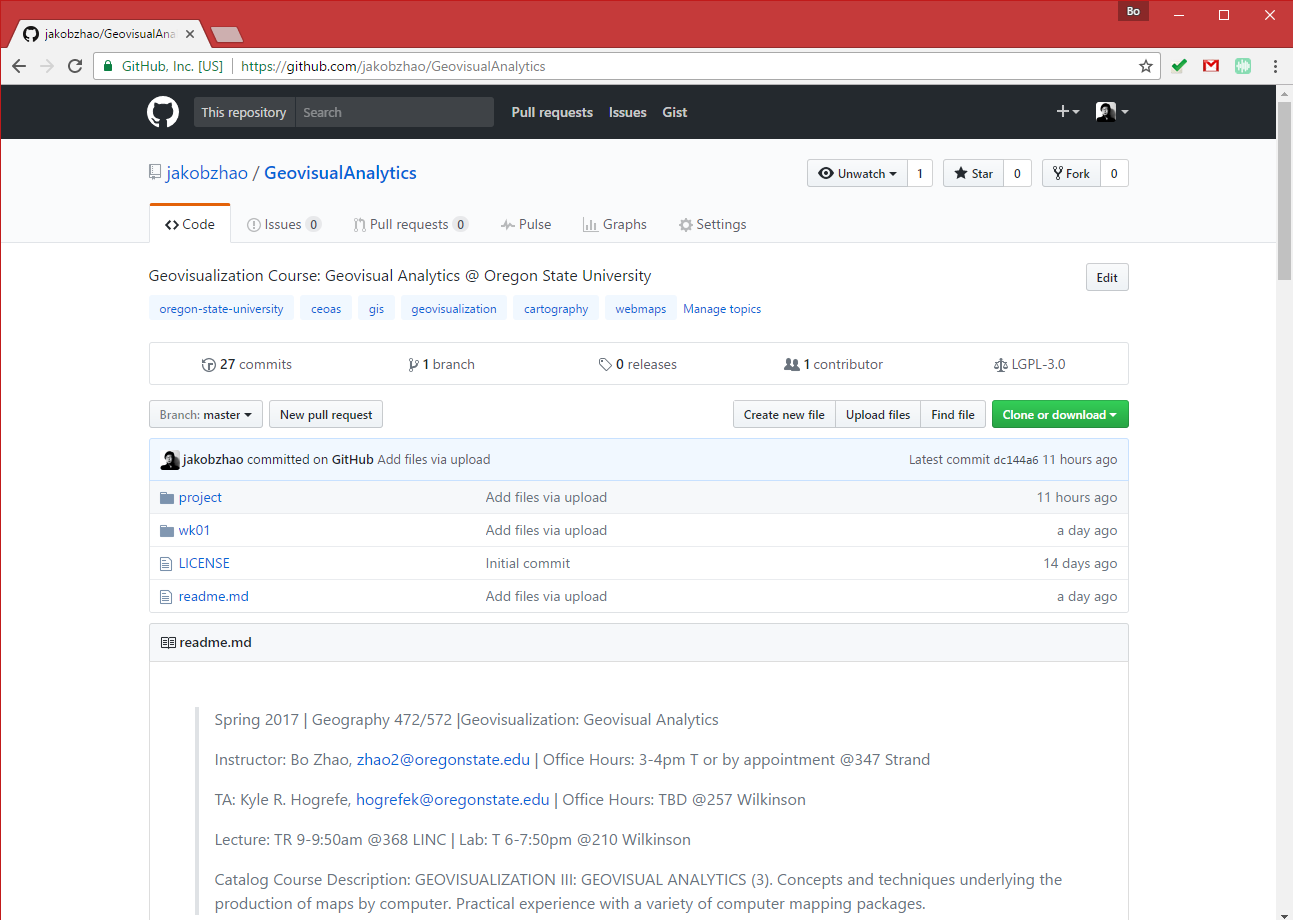 Bo
jakobzhao/GeovisualAna
GitHub, Inc. [US] | https://github.com/jakobzhao/GeovisualAnalytics
This repository Search Pull requests Issues Gist
jakobzhao / GeovisualAnalytics Unwatch 1 Star 0 Fork 0
Code Issues 0 Pull requests 0 Pulse Graphs Settings
Geovisualization Course: Geovisual Analytics @ Oregon State University Edit
oregon-state-university ceoas gis geovisualization cartography webmaps Manage topics
27 commits 1 branch 0 releases 1 contributor LGPL-3.0
Branch: master New pull request Create new file Upload files Find file Clone or download
jakobzhao committed on GitHub Add files via upload Latest commit dc144a6 11 hours ago
project Add files via upload 11 hours ago
wk01 Add files via upload a day ago
LICENSE Initial commit 14 days ago
readme.md Add files via upload a day ago
readme.md
Spring 2017 | Geography 472/572 |Geovisualization: Geovisual Analytics
Instructor: Bo Zhao, zhao2@oregonstate.edu | Office Hours: 3-4pm T or by appointment @347 Strand
TA: Kyle R. Hogrefe, hogrefek@oregonstate.edu | Office Hours: TBD @257 Wilkinson
Lecture: TR 9-9:50am @368 LINC | Lab: T 6-7:50pm @210 Wilkinson
Catalog Course Description: GEOVISUALIZATION III: GEOVISUAL ANALYTICS (3). Concepts and techniques underlying the
production of maps by computer. Practical experience with a variety of computer mapping packages.